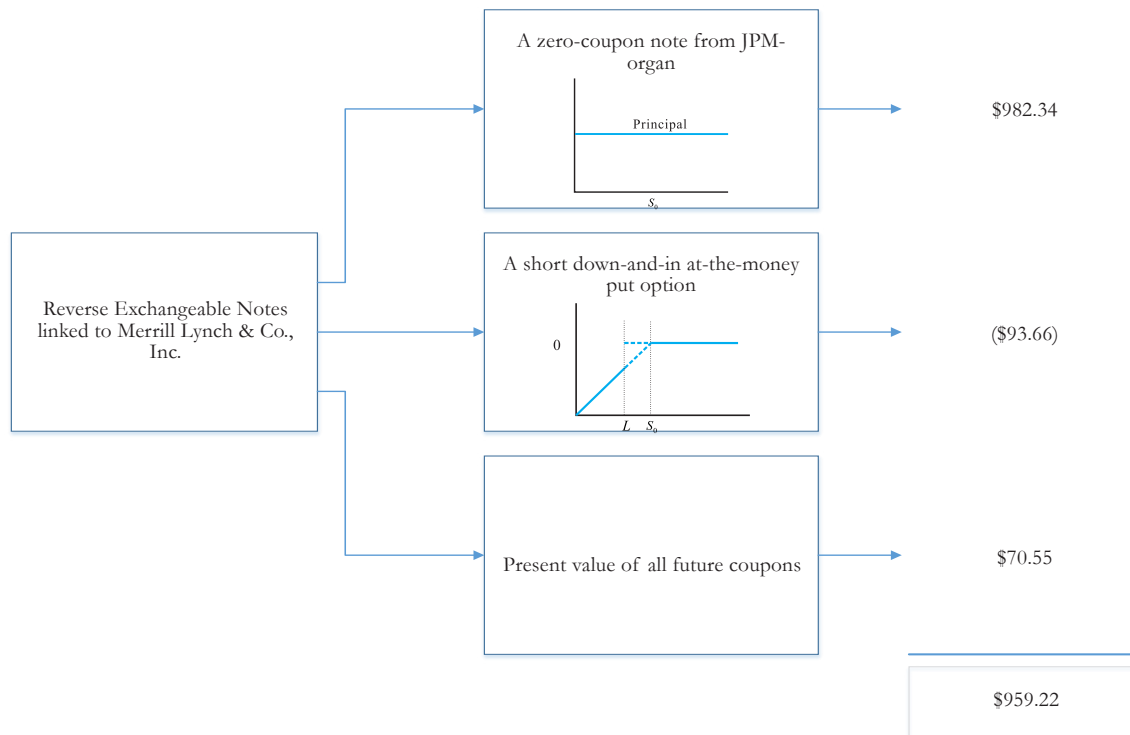 A zero-coupon note from JPM-
organ
Principal
S₀
$982.34
Reverse Exchangeable Notes
linked to Merrill Lynch & Co.,
Inc.
A short down-and-in at-the-money
put option
0
L S₀
($93.66)
Present value of all future coupons
$70.55
$959.22